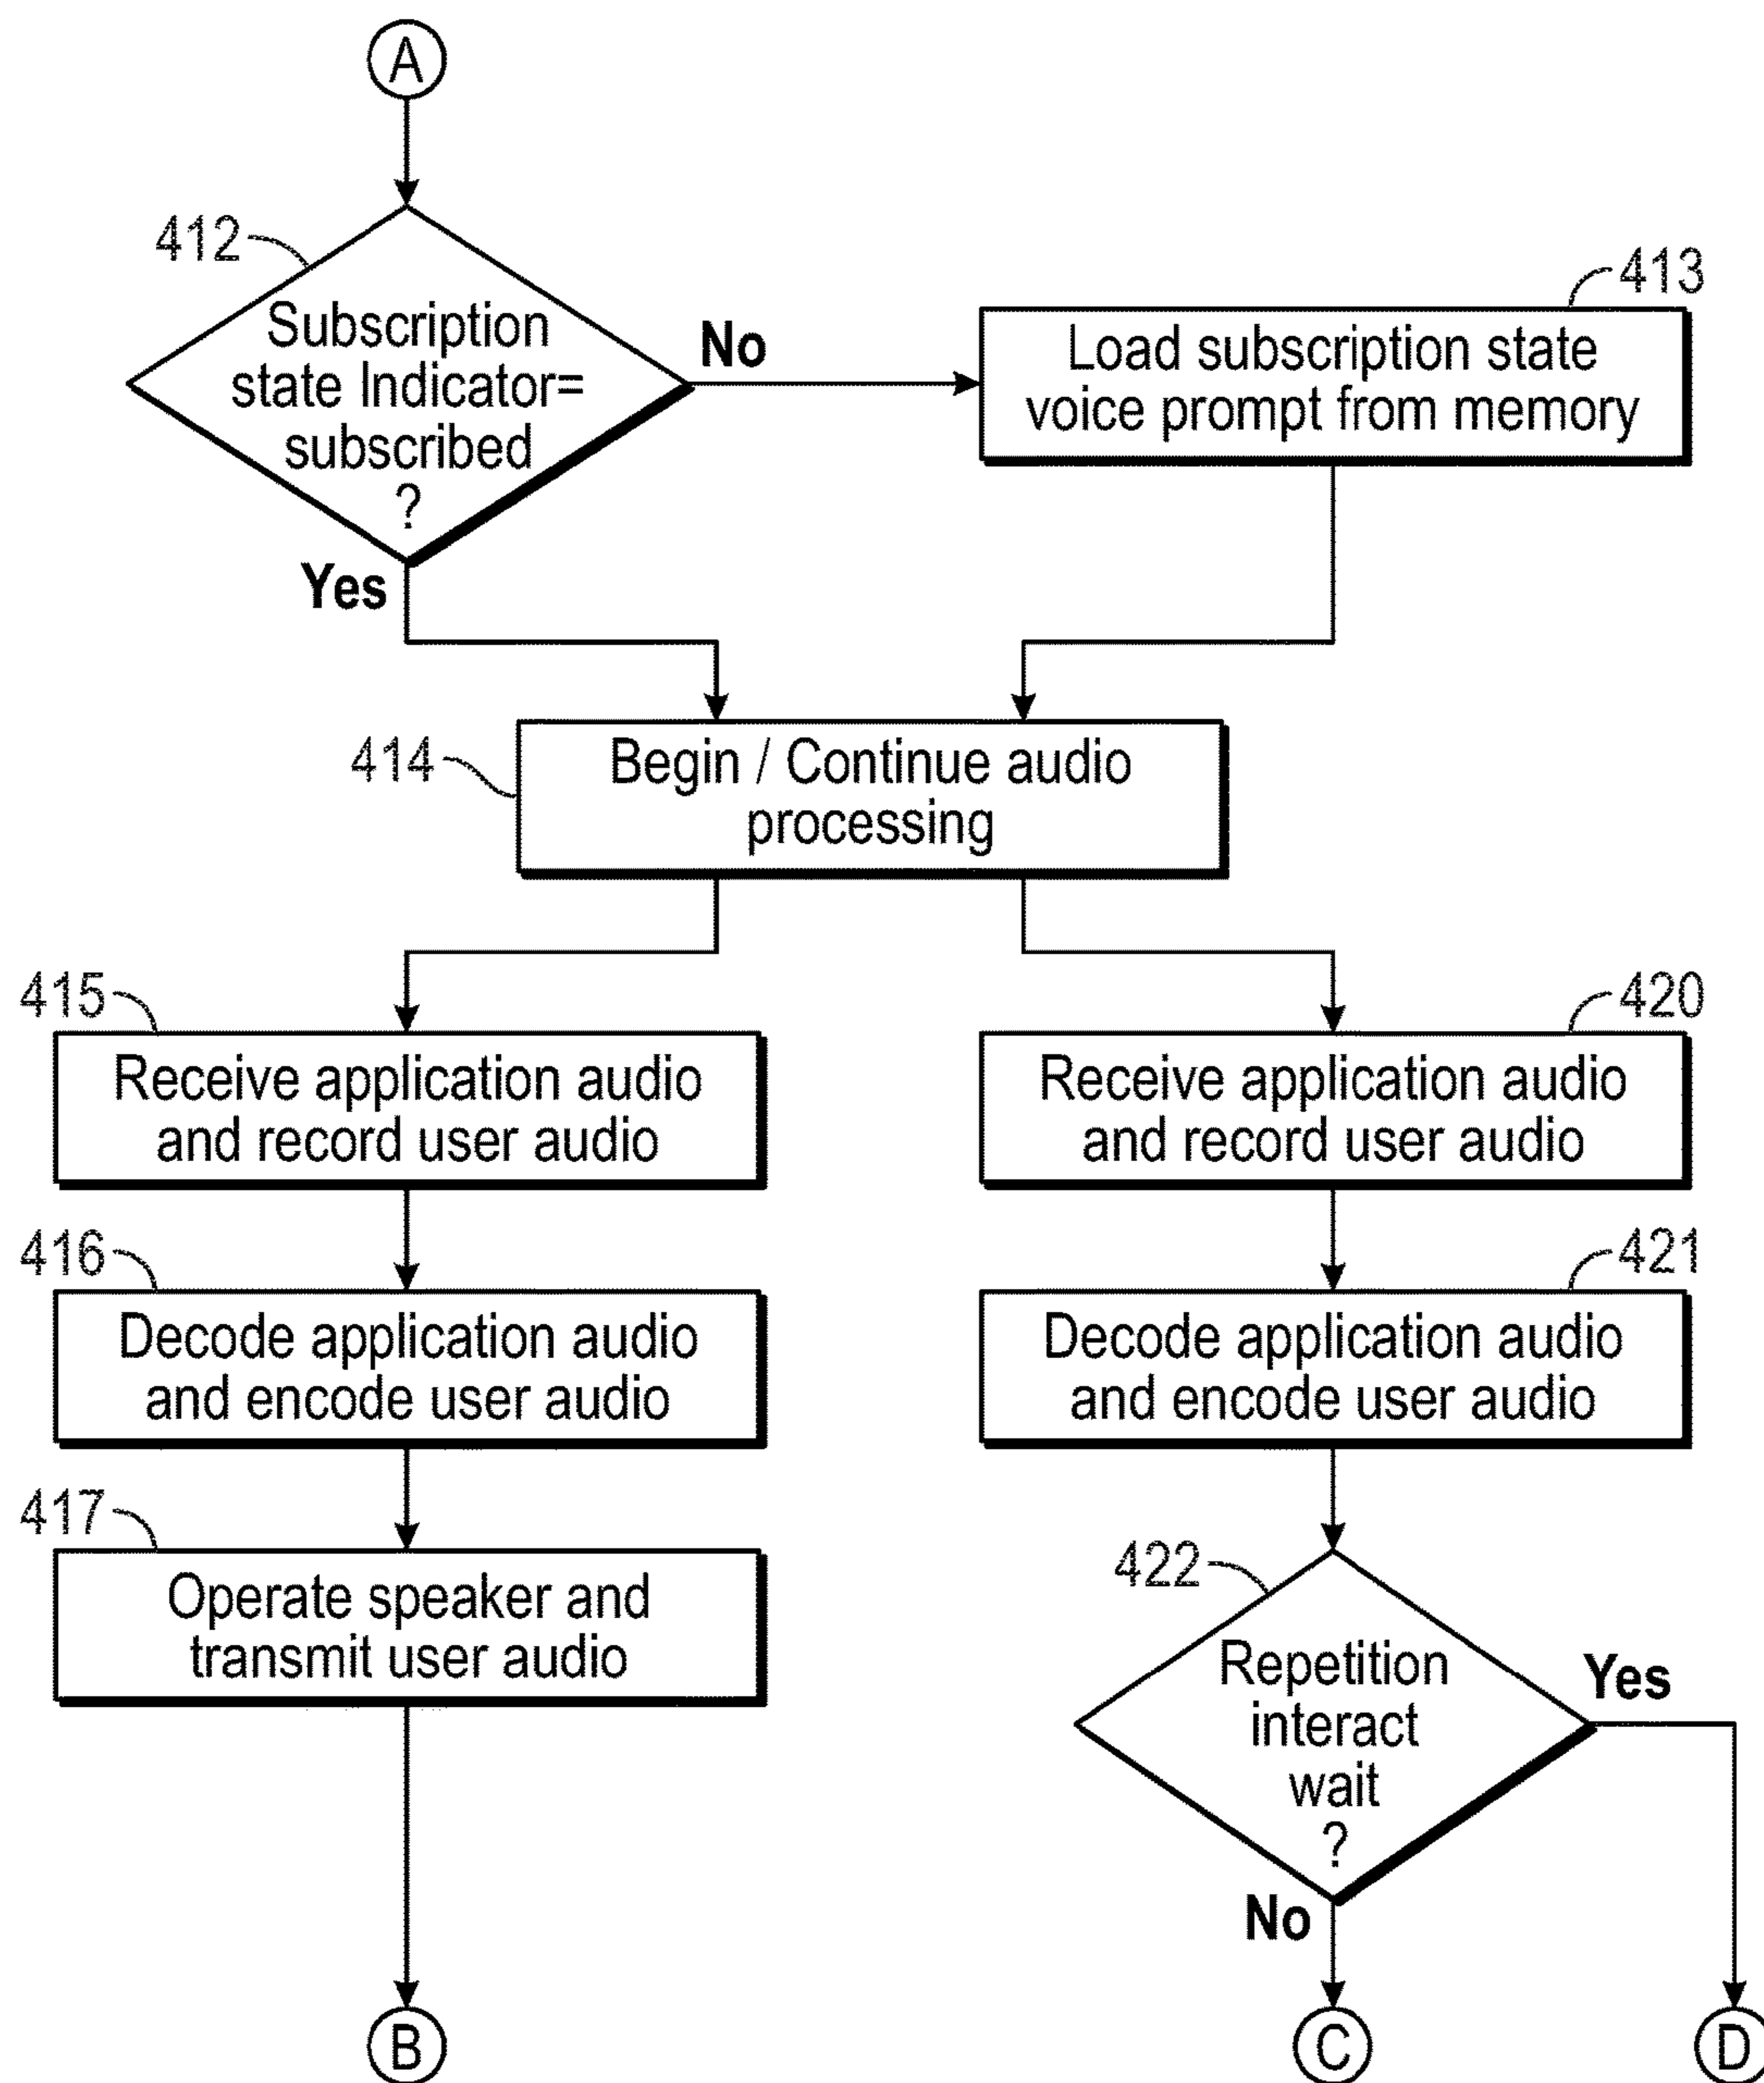 A
412
Subscription
state Indicator=
subscribed
?
No
Yes
413
Load subscription state
voice prompt from memory
414
Begin / Continue audio
processing
415
Receive application audio
and record user audio
420
Receive application audio
and record user audio
416
Decode application audio
and encode user audio
421
Decode application audio
and encode user audio
417
Operate speaker and
transmit user audio
422
Repetition
interact
wait
?
Yes
No
B
C
D